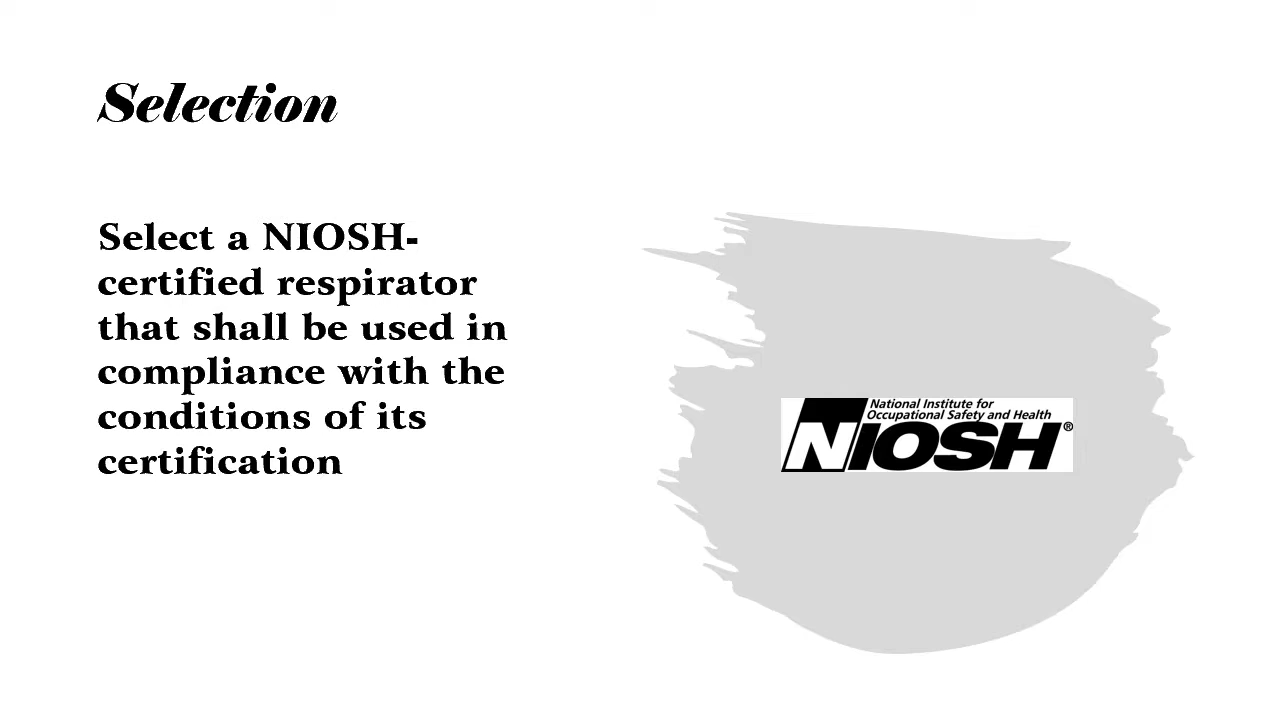 Selection
Select a NIOSH-
certified respirator
that shall be used in
compliance with the
conditions of its
certification
National Institute for
Occupational Safety and Health
NIOSH®